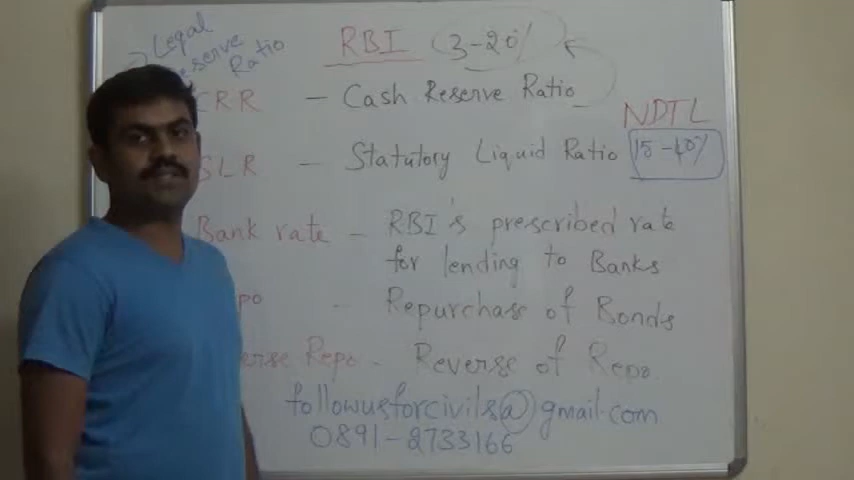 Legal
Reserve
Ratio
RBI 3-20%
CRR - Cash Reserve Ratio
NDTL
SLR - Statutory Liquid Ratio 15-40%
Bank rate - RBI's prescribed rate
for lending to Banks
po - Repurchase of Bonds
erse Repo - Reverse of Repo
followusforcivils@gmail.com
0891-2733166